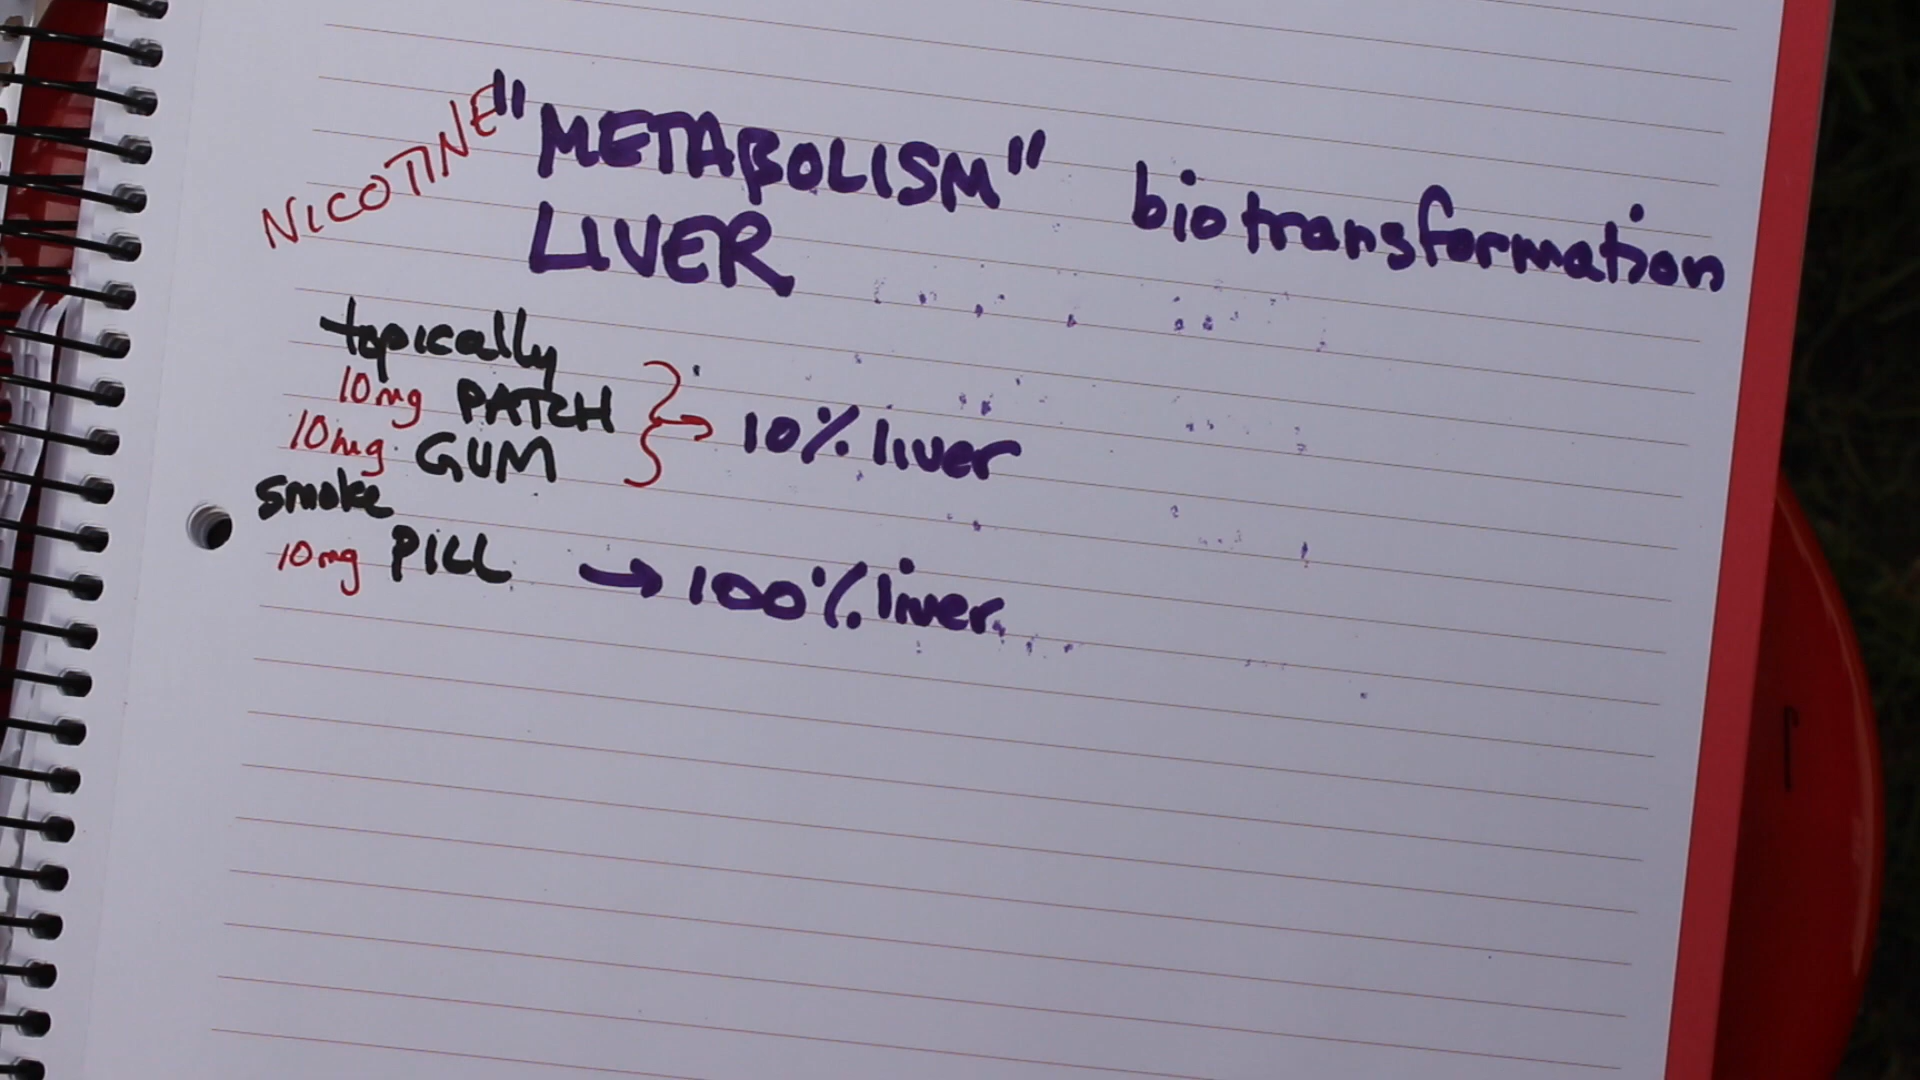 NICOTINE "METABOLISM" biotransformation
LIVER
topically
10mg PATCH
10mg GUM
10% liver
smoke
10mg PILL → 100% liver.